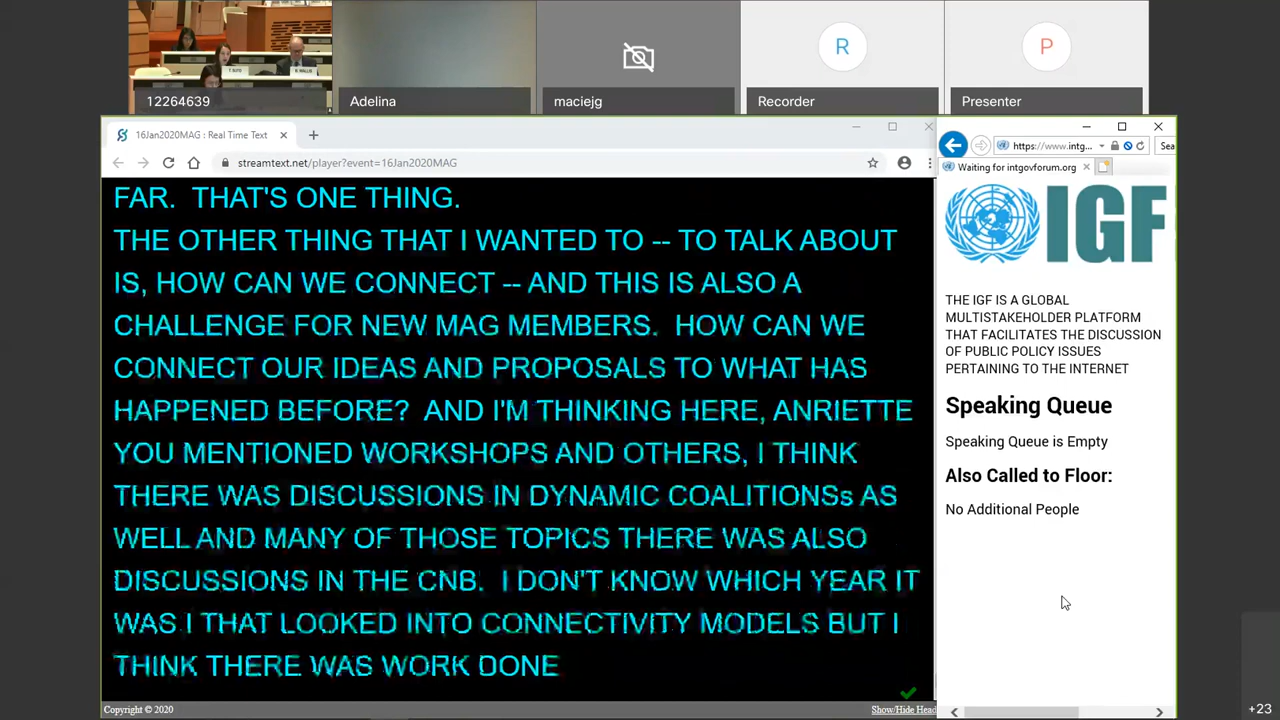 12264639
Adelina
maciejg
R
Recorder
P
Presenter
16Jan2020MAG : Real Time Text
streamtext.net/player?event=16Jan2020MAG
FAR. THAT'S ONE THING.
THE OTHER THING THAT I WANTED TO -- TO TALK ABOUT
IS, HOW CAN WE CONNECT -- AND THIS IS ALSO A
CHALLENGE FOR NEW MAG MEMBERS. HOW CAN WE
CONNECT OUR IDEAS AND PROPOSALS TO WHAT HAS
HAPPENED BEFORE? AND I'M THINKING HERE, ANRIETTE
YOU MENTIONED WORKSHOPS AND OTHERS, I THINK
THERE WAS DISCUSSIONS IN DYNAMIC COALITIONSs AS
WELL AND MANY OF THOSE TOPICS THERE WAS ALSO
DISCUSSIONS IN THE CNB. I DON'T KNOW WHICH YEAR IT
WAS I THAT LOOKED INTO CONNECTIVITY MODELS BUT I
THINK THERE WAS WORK DONE
Copyright © 2020
Show/Hide Head
https://www.intg...
Sea
Waiting for intgovforum.org
IGF
THE IGF IS A GLOBAL
MULTISTAKEHOLDER PLATFORM
THAT FACILITATES THE DISCUSSION
OF PUBLIC POLICY ISSUES
PERTAINING TO THE INTERNET
Speaking Queue
Speaking Queue is Empty
Also Called to Floor:
No Additional People
+23